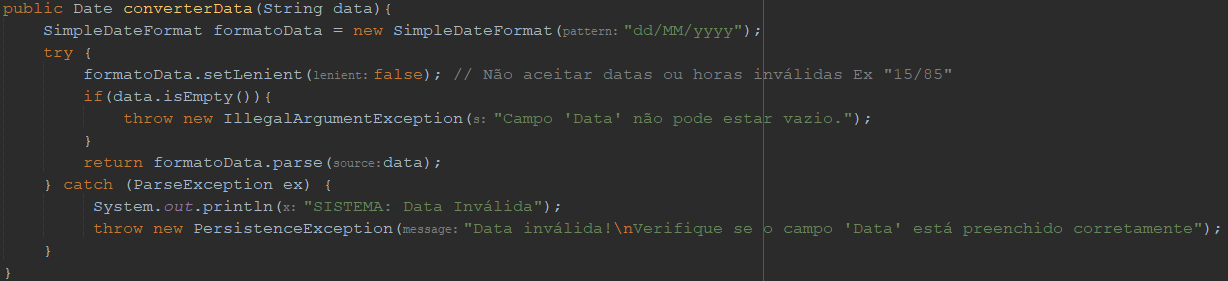 public Date converterData(String data){
SimpleDateFormat formatoData = new SimpleDateFormat(pattern: "dd/MM/yyyy");
try {
formatoData.setLenient(lenient: false); // Não aceitar datas ou horas inválidas Ex "15/85"
if(data.isEmpty()){
throw new IllegalArgumentException(s: "Campo 'Data' não pode estar vazio.");
}
return formatoData.parse(source: data);
} catch (ParseException ex) {
System.out.println(x: "SISTEMA: Data Inválida");
throw new PersistenceException(message: "Data inválida!\nVerifique se o campo 'Data' está preenchido corretamente");
}
}